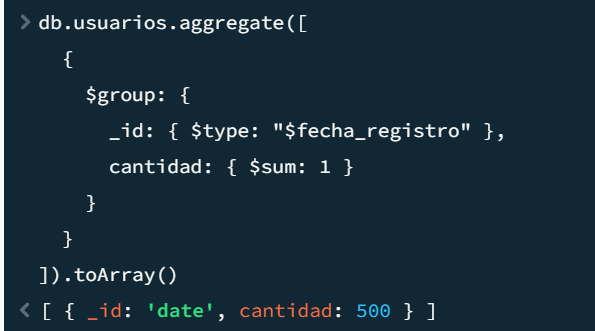 > db.usuarios.aggregate([
{
$group: {
_id: { $type: "$fecha_registro" },
cantidad: { $sum: 1 }
}
}
]).toArray()
< [ { _id: 'date', cantidad: 500 } ]